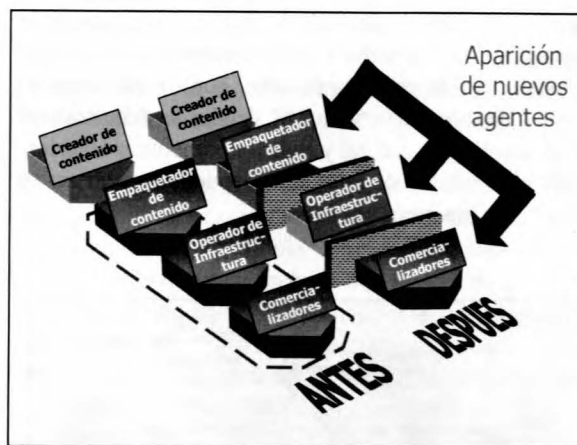 Aparición
de nuevos
agentes
Creador de
contenido
Creador de
contenido
Empaquetador
de
contenido
Empaquetador
de
contenido
Operador de
Infraestruc-
tura
Operador de
Infraestruc-
tura
Comercia-
lizadores
Comercia-
lizadores
ANTES
DESPUES